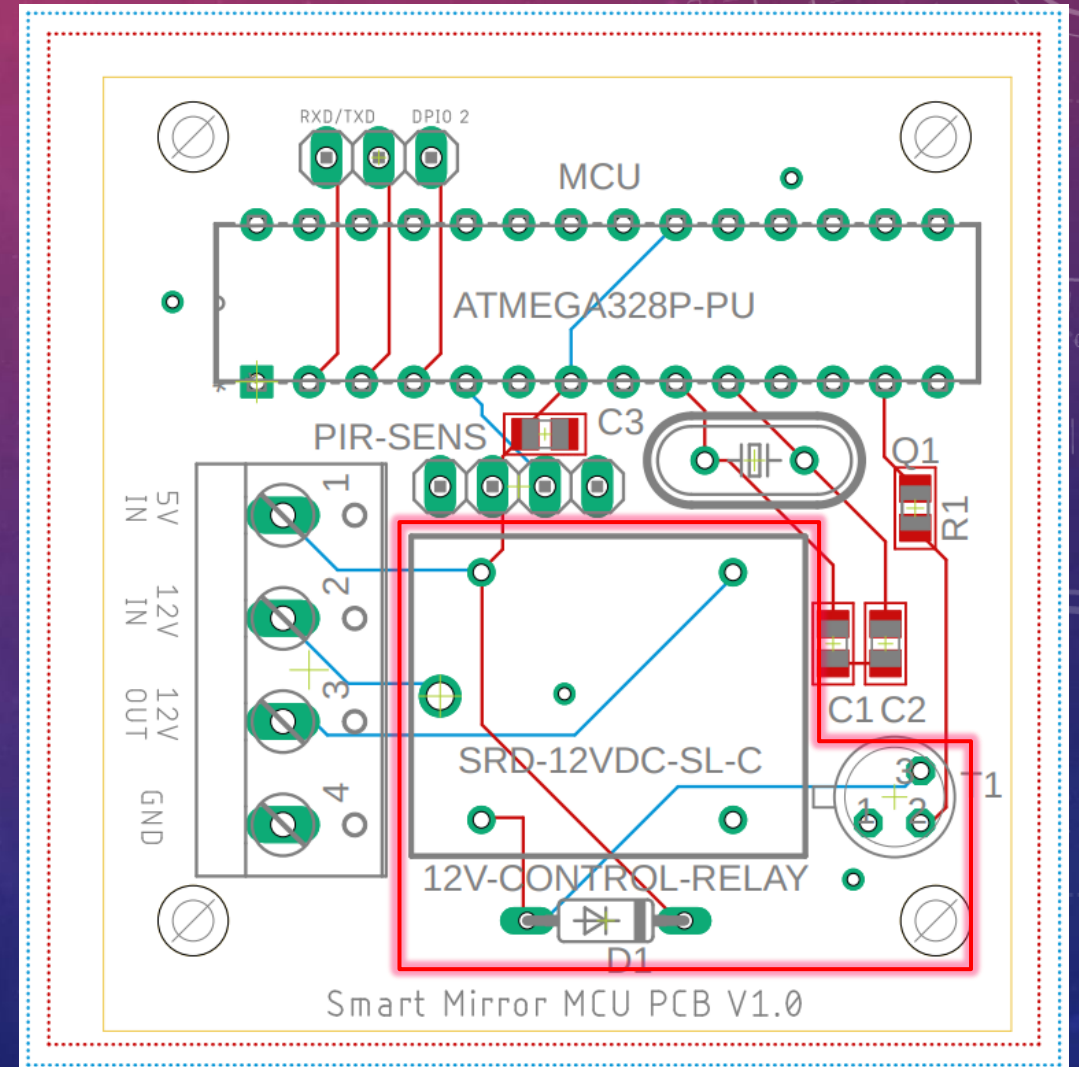 RXD/TXD DPIO 2
MCU
ATMEGA328P-PU
*
C3
PIR-SENS
Q1
R1
1
5V
IN
2
12V
IN
3
12V
OUT
4
GND
C1 C2
SRD-12VDC-SL-C
3
1 2
T1
12V-CONTROL-RELAY
D1
Smart Mirror MCU PCB V1.0